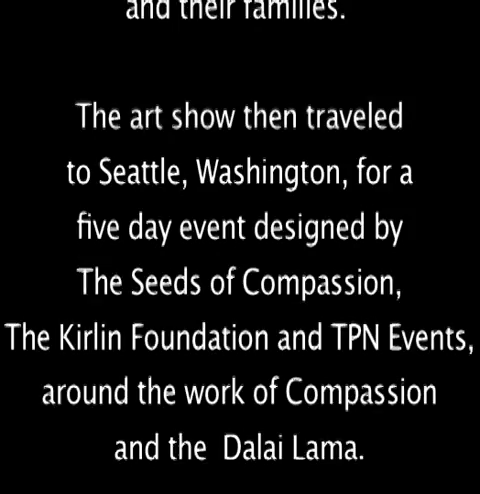 and their families.
The art show then traveled
to Seattle, Washington, for a
five day event designed by
The Seeds of Compassion,
The Kirlin Foundation and TPN Events,
around the work of Compassion
and the  Dalai Lama.